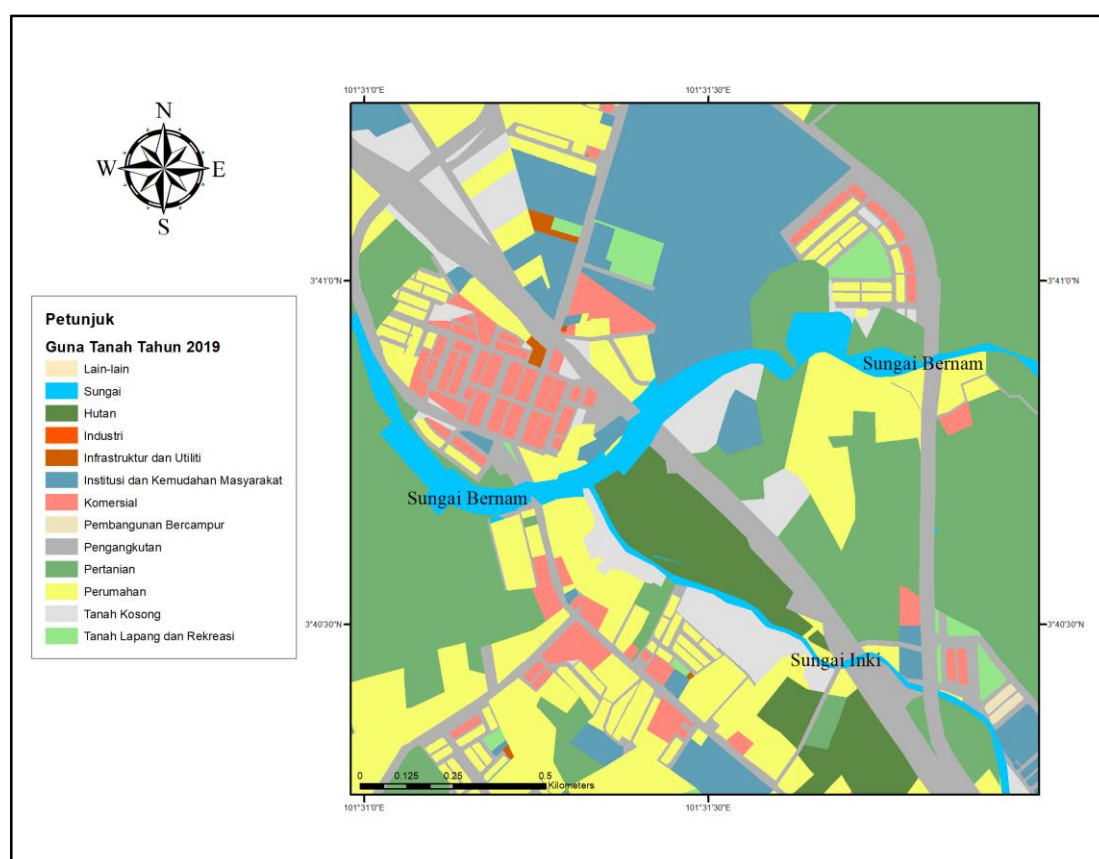 N
W E
S
101°31'0"E 101°31'30"E
3°41'0"N 3°41'0"N
Petunjuk
Guna Tanah Tahun 2019
Lain-lain
Sungai
Hutan
Industri
Infrastruktur dan Utiliti
Institusi dan Kemudahan Masyarakat
Komersial
Pembangunan Bercampur
Pengangkutan
Pertanian
Perumahan
Tanah Kosong
Tanah Lapang dan Rekreasi
Sungai Bernam
Sungai Bernam
3°40'30"N 3°40'30"N
Sungai Inki
0 0.125 0.25 0.5
Kilometers
101°31'0"E 101°31'30"E